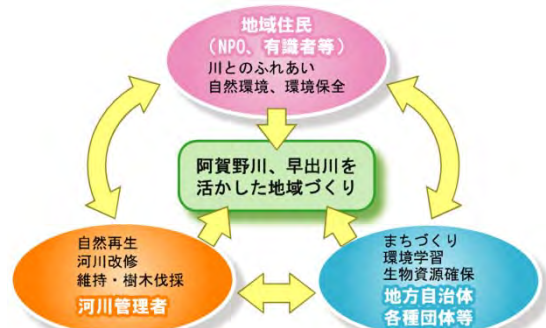 地域住民
（NPO、有識者等）
川とのふれあい
自然環境、環境保全
阿賀野川、早出川を
活かした地域づくり
自然再生
河川改修
維持・樹木伐採
河川管理者
まちづくり
環境学習
生物資源確保
地方自治体
各種団体等